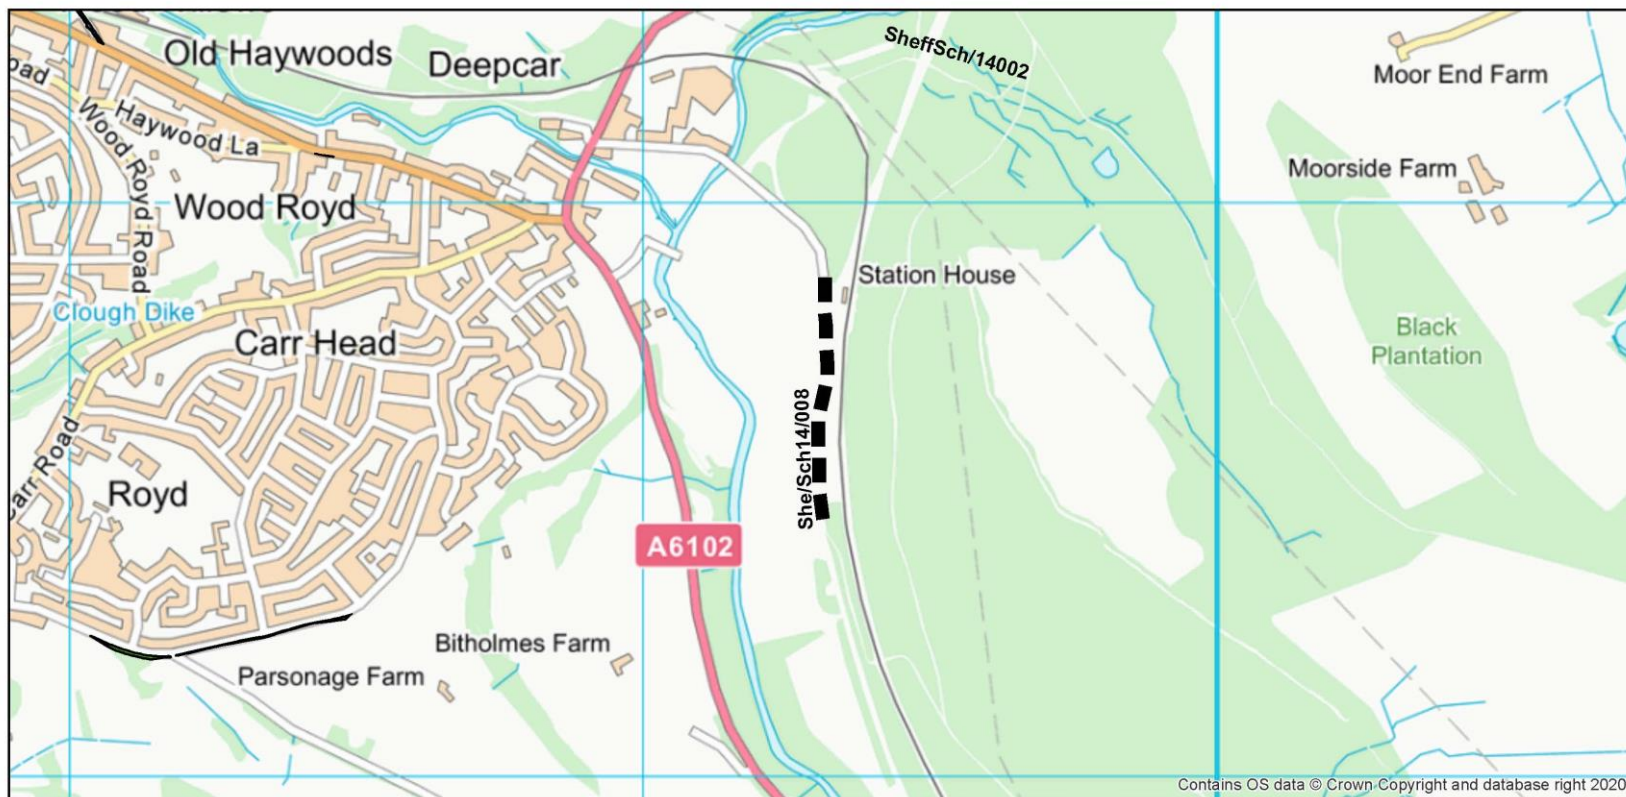 Old Haywoods
Deepcar
SheffSch/14002
Moor End Farm
oad
Haywood La
Wood Royd Road
Moorside Farm
Wood Royd
Station House
Clough Dike
Carr Head
Black
Plantation
She/Sch14/008
Carr Road
Royd
A6102
Bitholmes Farm
Parsonage Farm
Contains OS data © Crown Copyright and database right 2020